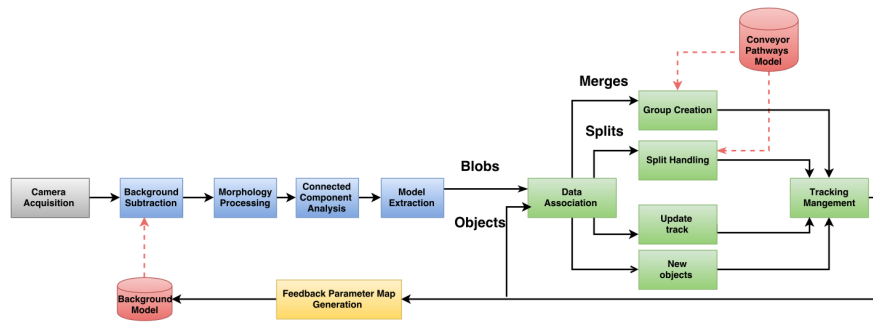 Conveyor
Pathways
Model
Merges
Group Creation
Splits
Split Handling
Blobs
Camera
Acquisition
Background
Subtraction
Morphology
Processing
Connected
Component
Analysis
Model
Extraction
Data
Association
Tracking
Mangement
Objects
Update
track
New
objects
Background
Model
Feedback Parameter Map
Generation